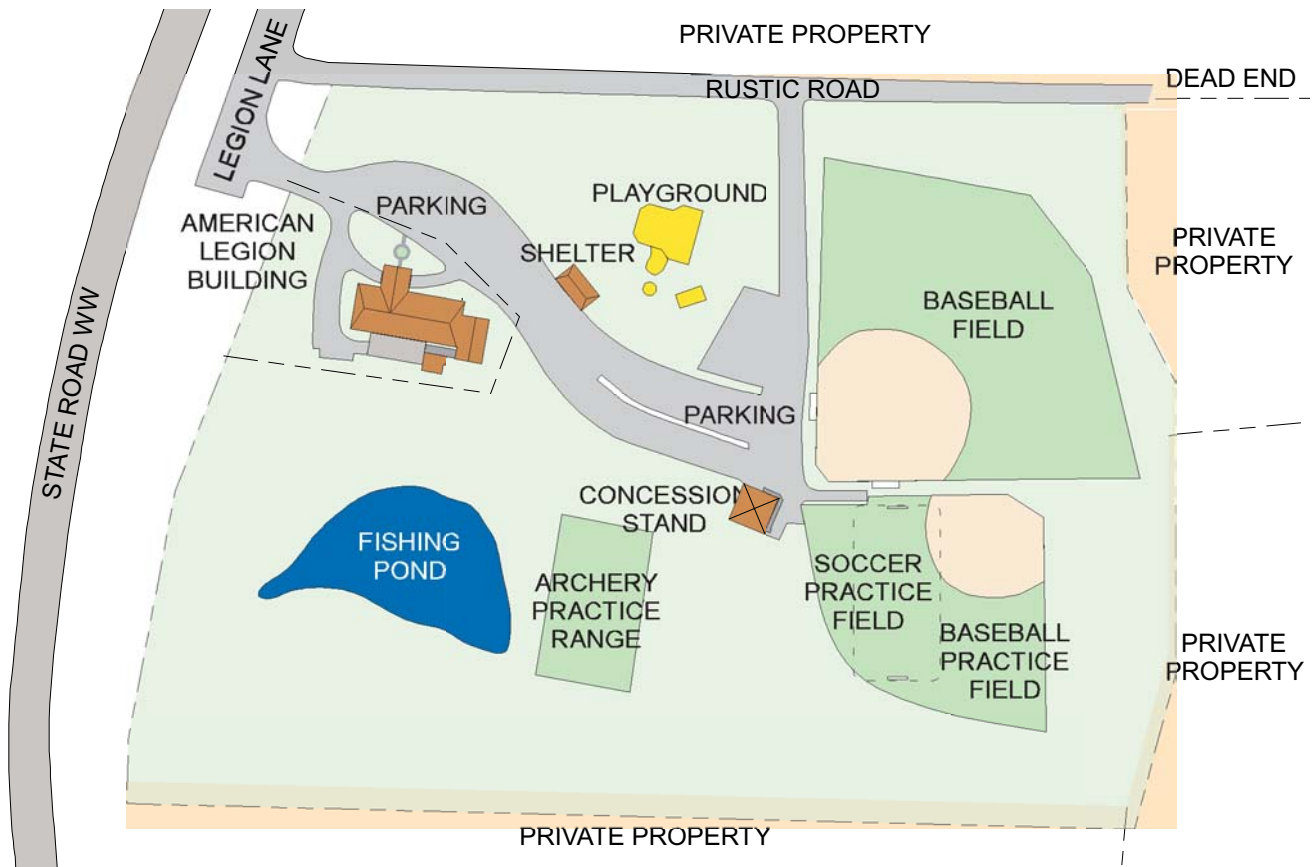 PRIVATE PROPERTY
DEAD END
RUSTIC ROAD
LEGION LANE
PLAYGROUND
PARKING
AMERICAN
LEGION
BUILDING
SHELTER
PRIVATE
PROPERTY
BASEBALL
FIELD
STATE ROAD WW
PARKING
CONCESSION
STAND
FISHING
POND
ARCHERY
PRACTICE
RANGE
SOCCER
PRACTICE
FIELD
BASEBALL
PRACTICE
FIELD
PRIVATE
PROPERTY
PRIVATE PROPERTY